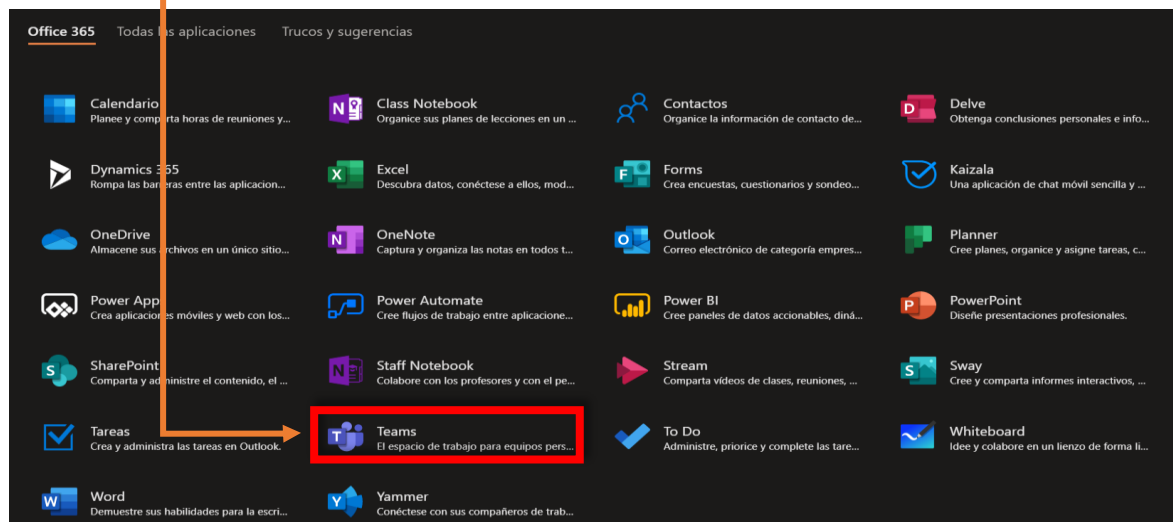 Office 365 Todas las aplicaciones Trucos y sugerencias
Calendario
Planee y comparta horas de reuniones y...
Class Notebook
Organice sus planes de lecciones en un ...
Contactos
Organice la información de contacto de...
Delve
Obtenga conclusiones personales e info...
Dynamics 365
Rompa las barreras entre las aplicacion...
Excel
Descubra datos, conéctese a ellos, mod...
Forms
Crea encuestas, cuestionarios y sondeo...
Kaizala
Una aplicación de chat móvil sencilla y ...
OneDrive
Almacene sus archivos en un único sitio...
OneNote
Captura y organiza las notas en todos t...
Outlook
Correo electrónico de categoría empres...
Planner
Cree planes, organice y asigne tareas, c...
Power App
Crea aplicaciones móviles y web con los...
Power Automate
Cree flujos de trabajo entre aplicacione...
Power BI
Cree paneles de datos accionables, diná...
PowerPoint
Diseñe presentaciones profesionales.
SharePoint
Comparta y administre el contenido, el ...
Staff Notebook
Colabore con los profesores y con el pe...
Stream
Comparta vídeos de clases, reuniones, ...
Sway
Cree y comparta informes interactivos, ...
Tareas
Crea y administra las tareas en Outlook.
Teams
El espacio de trabajo para equipos pers...
To Do
Administre, priorice y complete las tare...
Whiteboard
Idee y colabore en un lienzo de forma li...
Word
Demuestre sus habilidades para la escri...
Yammer
Conéctese con sus compañeros de trab...